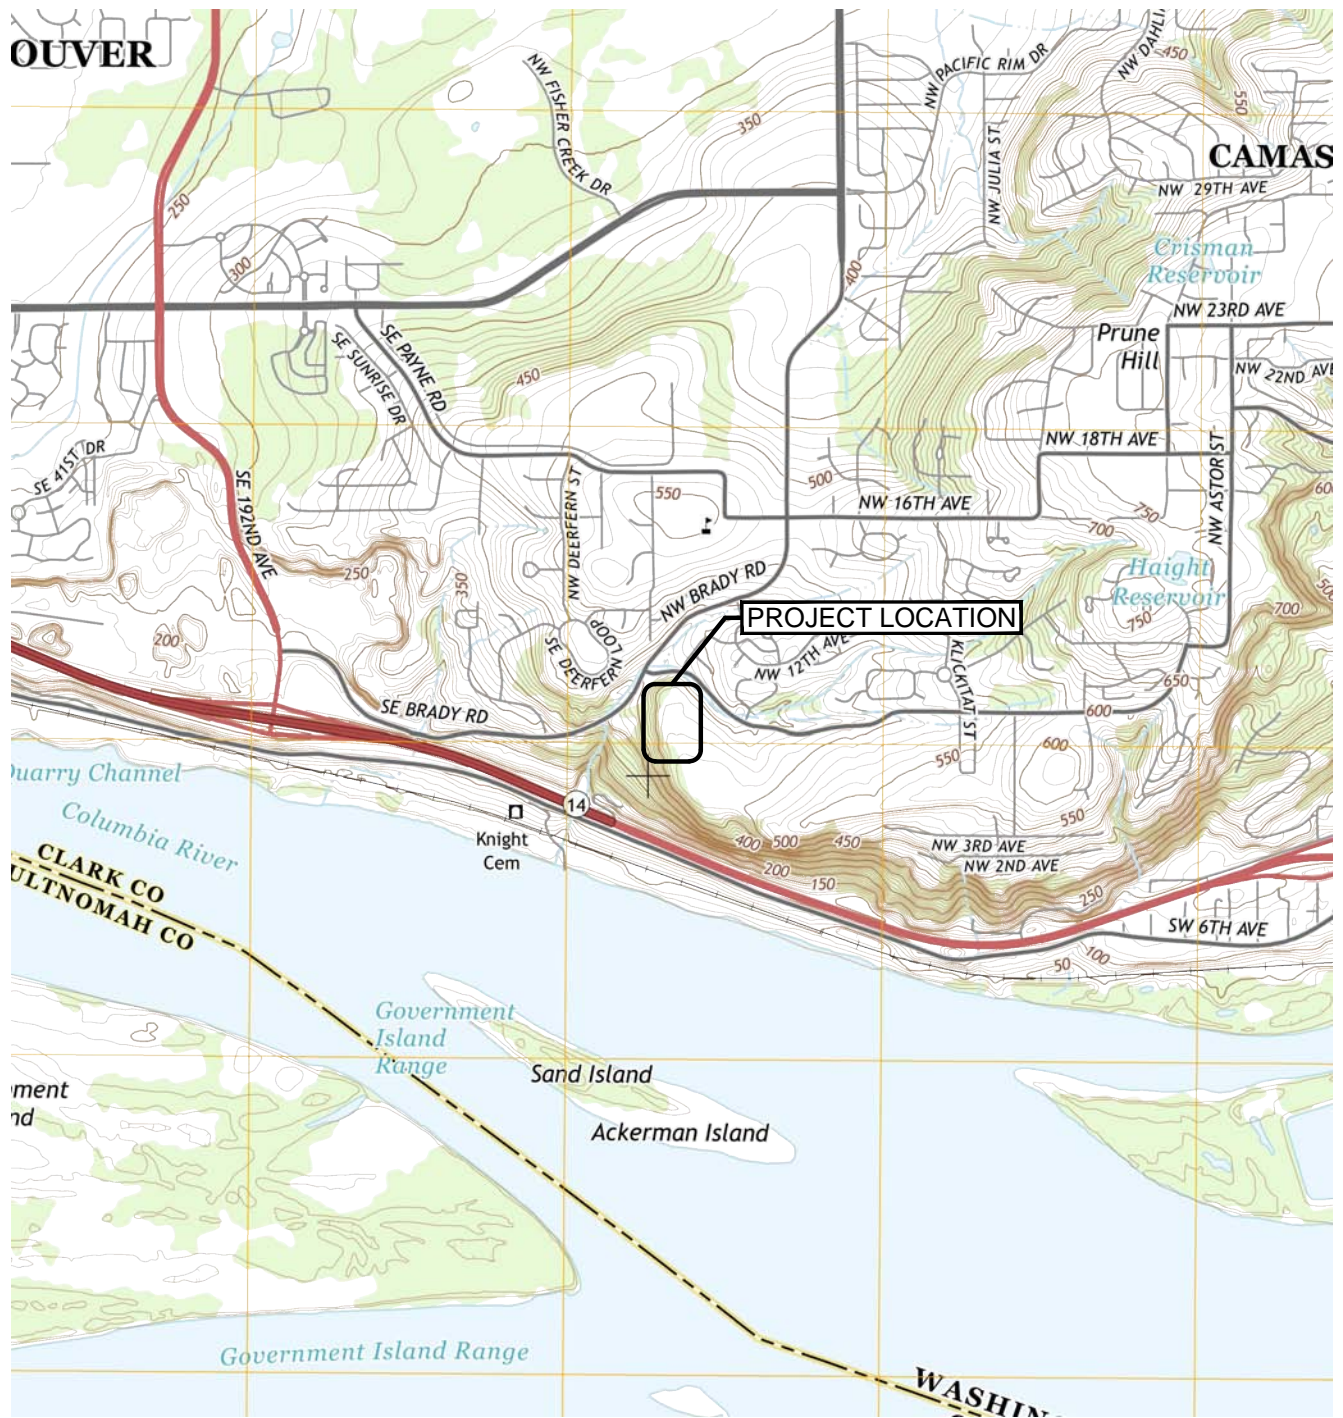 OUVER
NW FISHER CREEK DR
NW PACIFIC RIM DR
450
550
350
NW JULIA ST
CAMAS
NW 29TH AVE
250
300
400
Crisman
Reservoir
NW 23RD AVE
Prune
Hill
SE PAYNE RD
SE SUNRISE DR
450
NW 22ND AVE
NW 18TH AVE
SE 41ST DR
SE 192ND AVE
NW DEERFERN ST
550
500
NW 16TH AVE
NW ASTOR ST
750
700
250
350
Haight
Reservoir
750
700
NW BRADY RD
PROJECT LOCATION
200
SE DEERFERN LOOP
NW 12TH AVE
KLICKITAT ST
650
600
SE BRADY RD
550
600
Quarry Channel
Columbia River
14
Knight
Cem
550
400
500
450
NW 3RD AVE
NW 2ND AVE
200
150
250
CLARK CO
ULTNOMAH CO
SW 6TH AVE
50
100
Government
Island
Range
Sand Island
Ackerman Island
Government Island Range